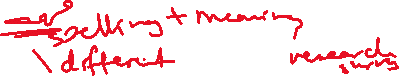 spelling + meaning
different
research